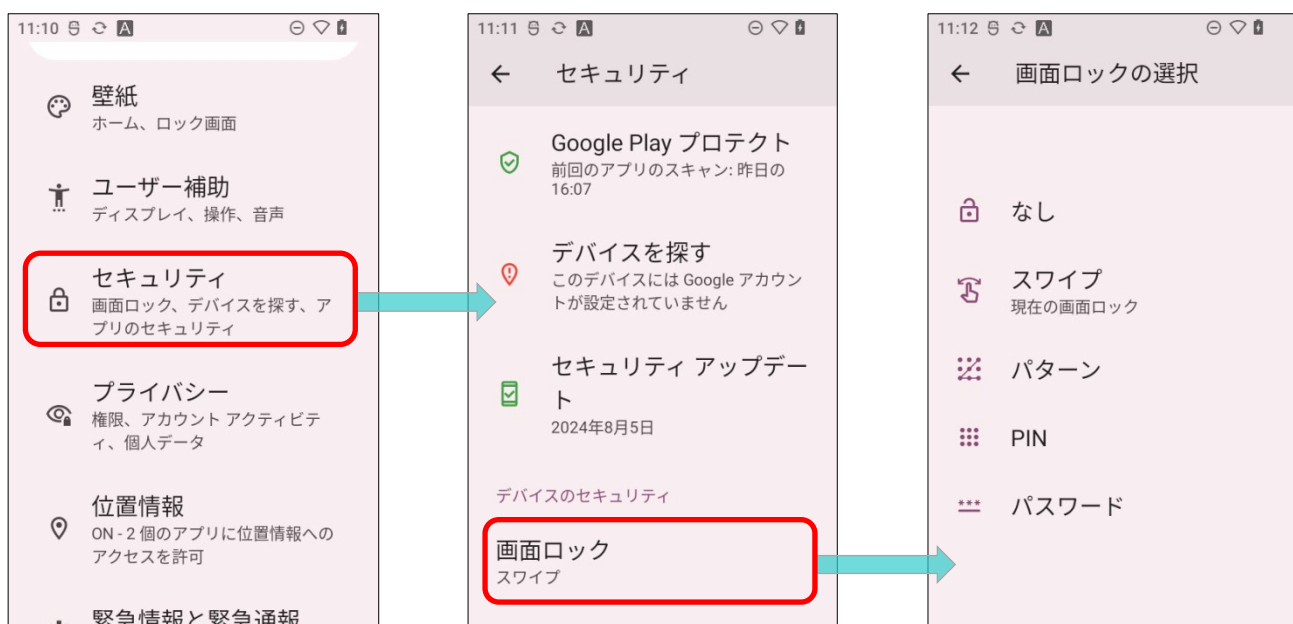 11:10
壁紙
ホーム、ロック画面
ユーザー補助
ディスプレイ、操作、音声
セキュリティ
画面ロック、デバイスを探す、ア
プリのセキュリティ
プライバシー
権限、アカウント アクティビテ
ィ、個人データ
位置情報
ON - 2 個のアプリに位置情報への
アクセスを許可
緊急情報と緊急通報
11:11
セキュリティ
Google Play プロテクト
前回のアプリのスキャン: 昨日の
16:07
デバイスを探す
このデバイスには Google アカウン
トが設定されていません
セキュリティ アップデー
ト
2024年8月5日
デバイスのセキュリティ
画面ロック
スワイプ
11:12
画面ロックの選択
なし
スワイプ
現在の画面ロック
パターン
PIN
パスワード